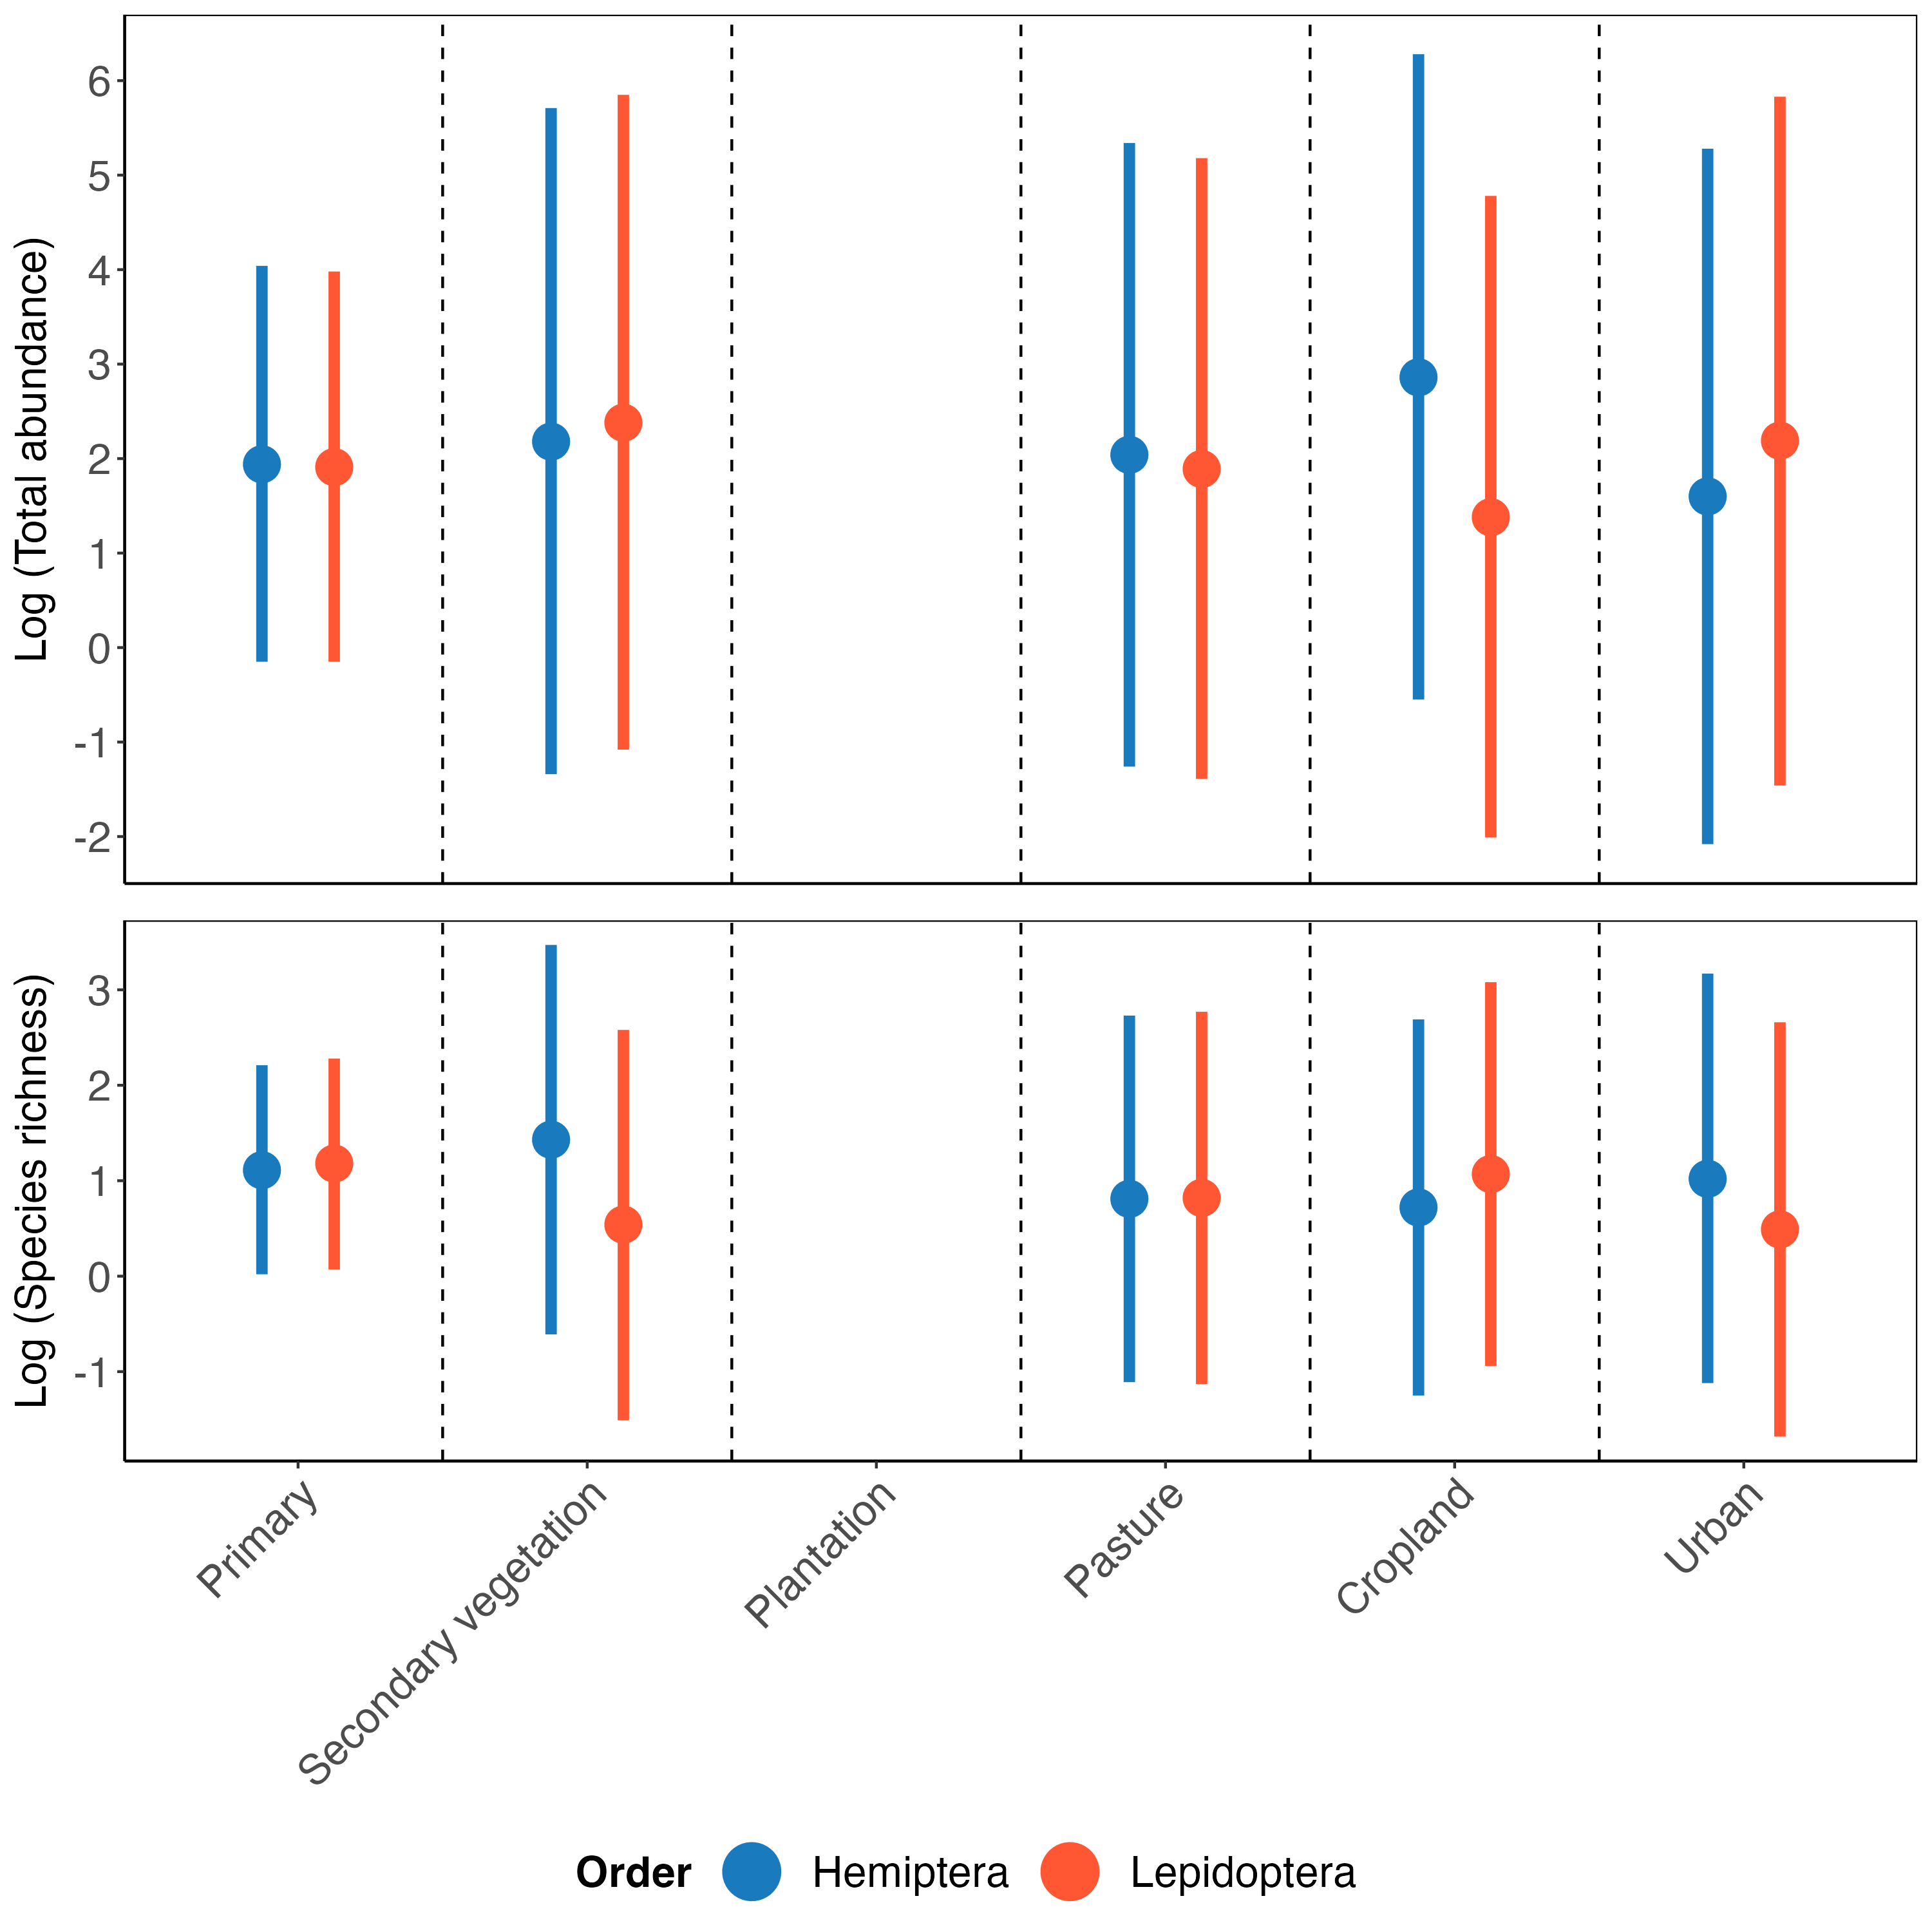 Log (Total abundance)
6
5
4
3
2
1
0
-1
-2
Log (Species richness)
3
2
1
0
-1
Primary
Secondary vegetation
Plantation
Pasture
Cropland
Urban
Order Hemiptera Lepidoptera